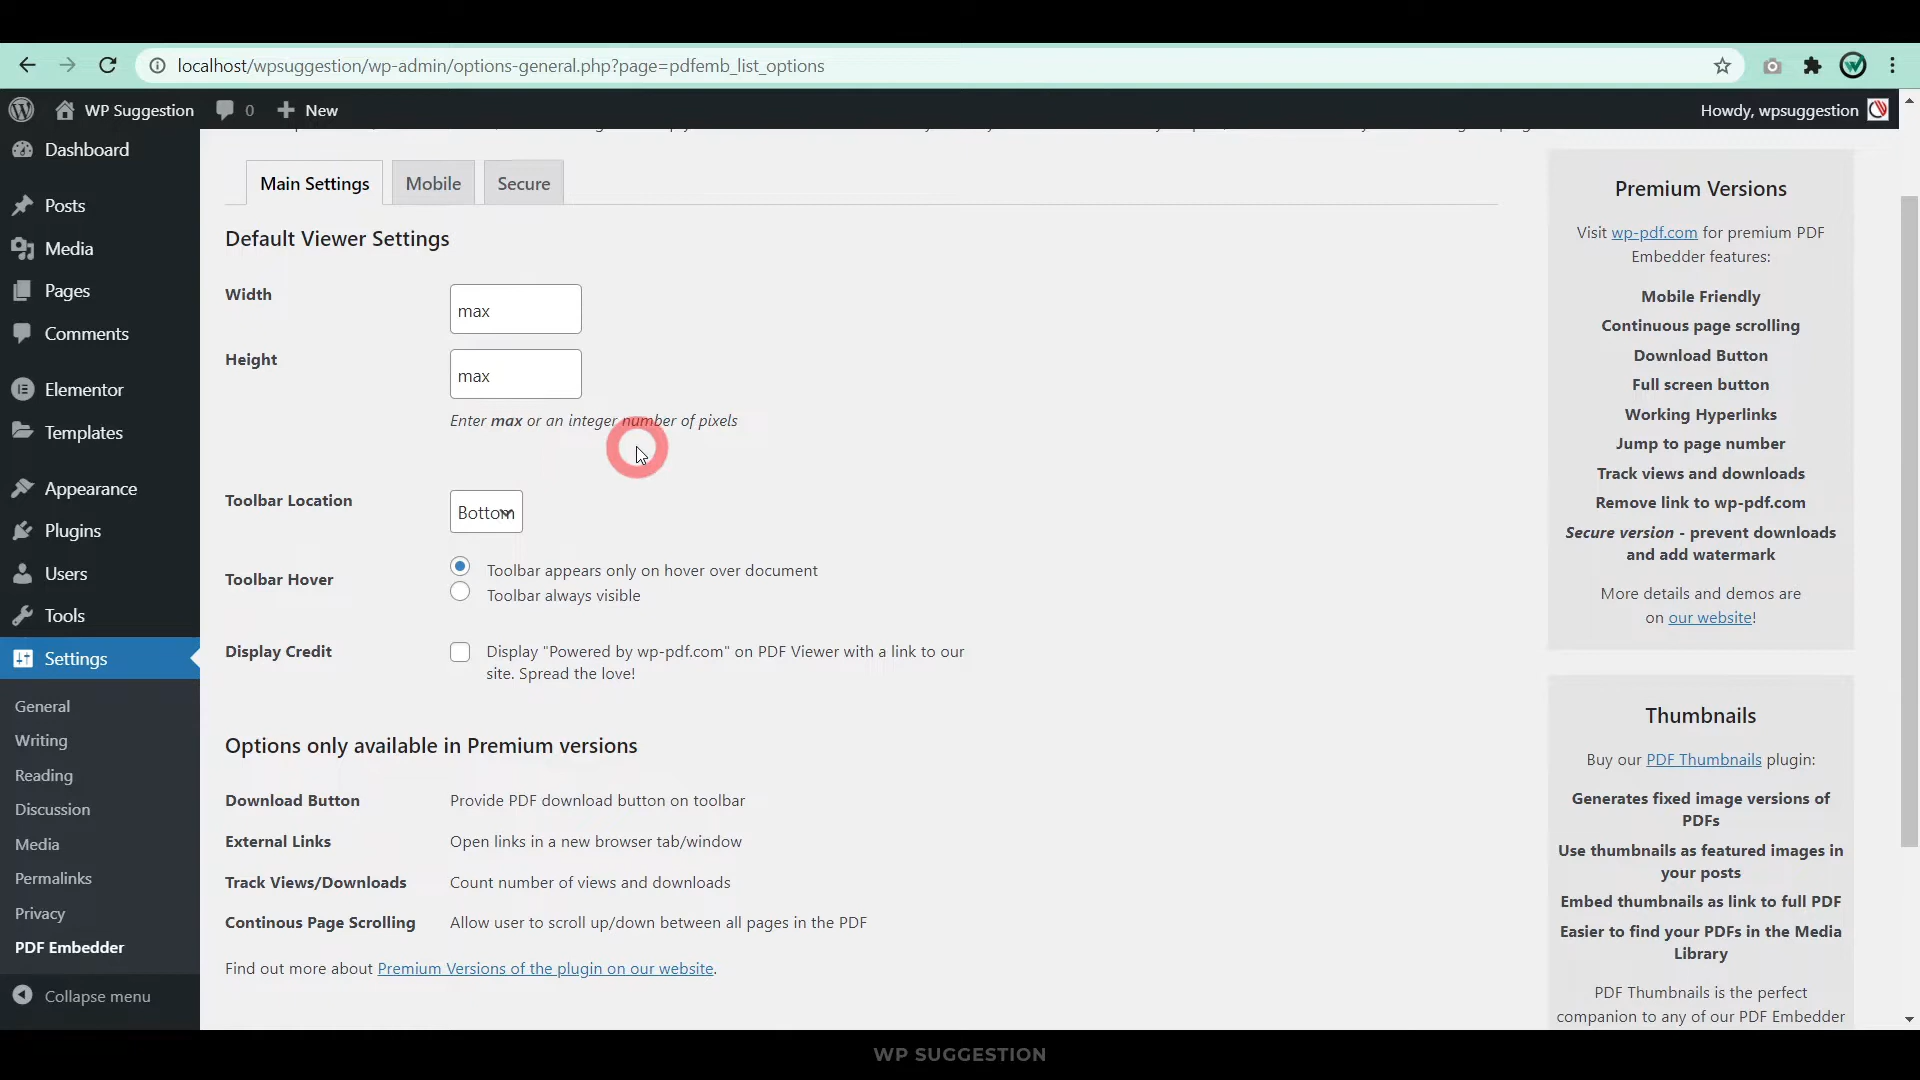 localhost/wpsuggestion/wp-admin/options-general.php?page=pdfemb_list_options
WP Suggestion
0
New
Howdy, wpsuggestion
Dashboard
Posts
Media
Pages
Comments
Elementor
Templates
Appearance
Plugins
Users
Tools
Settings
General
Writing
Reading
Discussion
Media
Permalinks
Privacy
PDF Embedder
Collapse menu
Main Settings
Mobile
Secure
Default Viewer Settings
Width
max
Height
max
Enter max or an integer number of pixels
Toolbar Location
Bottom
Toolbar Hover
Toolbar appears only on hover over document
Toolbar always visible
Display Credit
Display "Powered by wp-pdf.com" on PDF Viewer with a link to our
site. Spread the love!
Options only available in Premium versions
Download Button
Provide PDF download button on toolbar
External Links
Open links in a new browser tab/window
Track Views/Downloads
Count number of views and downloads
Continous Page Scrolling
Allow user to scroll up/down between all pages in the PDF
Find out more about Premium Versions of the plugin on our website.
Premium Versions
Visit wp-pdf.com for premium PDF
Embedder features:
Mobile Friendly
Continuous page scrolling
Download Button
Full screen button
Working Hyperlinks
Jump to page number
Track views and downloads
Remove link to wp-pdf.com
Secure version - prevent downloads
and add watermark
More details and demos are
on our website!
Thumbnails
Buy our PDF Thumbnails plugin:
Generates fixed image versions of
PDFs
Use thumbnails as featured images in
your posts
Embed thumbnails as link to full PDF
Easier to find your PDFs in the Media
Library
PDF Thumbnails is the perfect
companion to any of our PDF Embedder
WP SUGGESTION